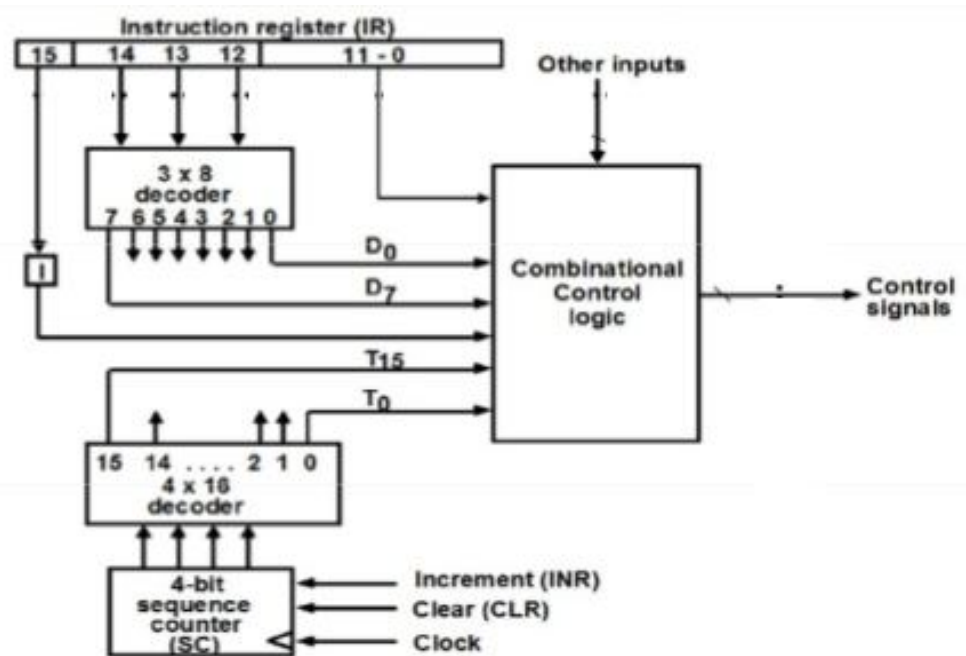 Instruction register (IR)
15 14 13 12 11 - 0
Other inputs
3 x 8
decoder
7 6 5 4 3 2 1 0
D0
I
D7
Combinational
Control
logic
Control
signals
T15
T0
15 14 .... 2 1 0
4 x 16
decoder
4-bit
sequence
counter
(SC)
Increment (INR)
Clear (CLR)
Clock